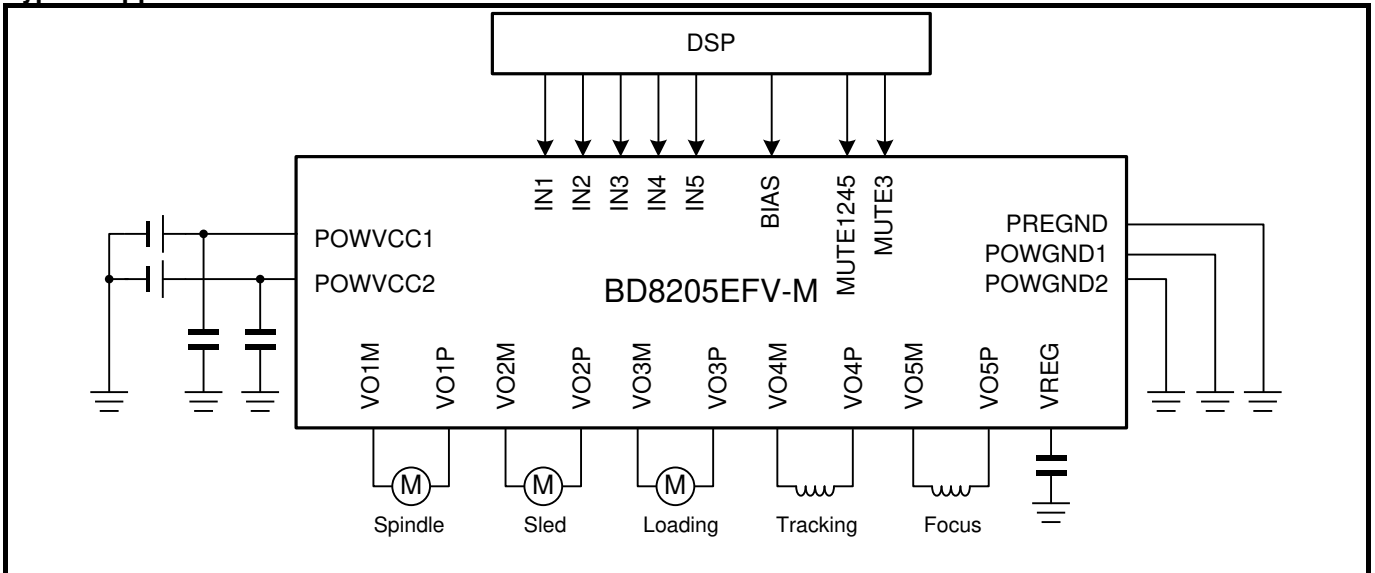 DSP
IN1
IN2
IN3
IN4
IN5
BIAS
MUTE1245
MUTE3
POWVCC1
POWVCC2
BD8205EFV-M
PREGND
POWGND1
POWGND2
VO1M
VO1P
VO2M
VO2P
VO3M
VO3P
VO4M
VO4P
VO5M
VO5P
VREG
M
M
M
Spindle
Sled
Loading
Tracking
Focus